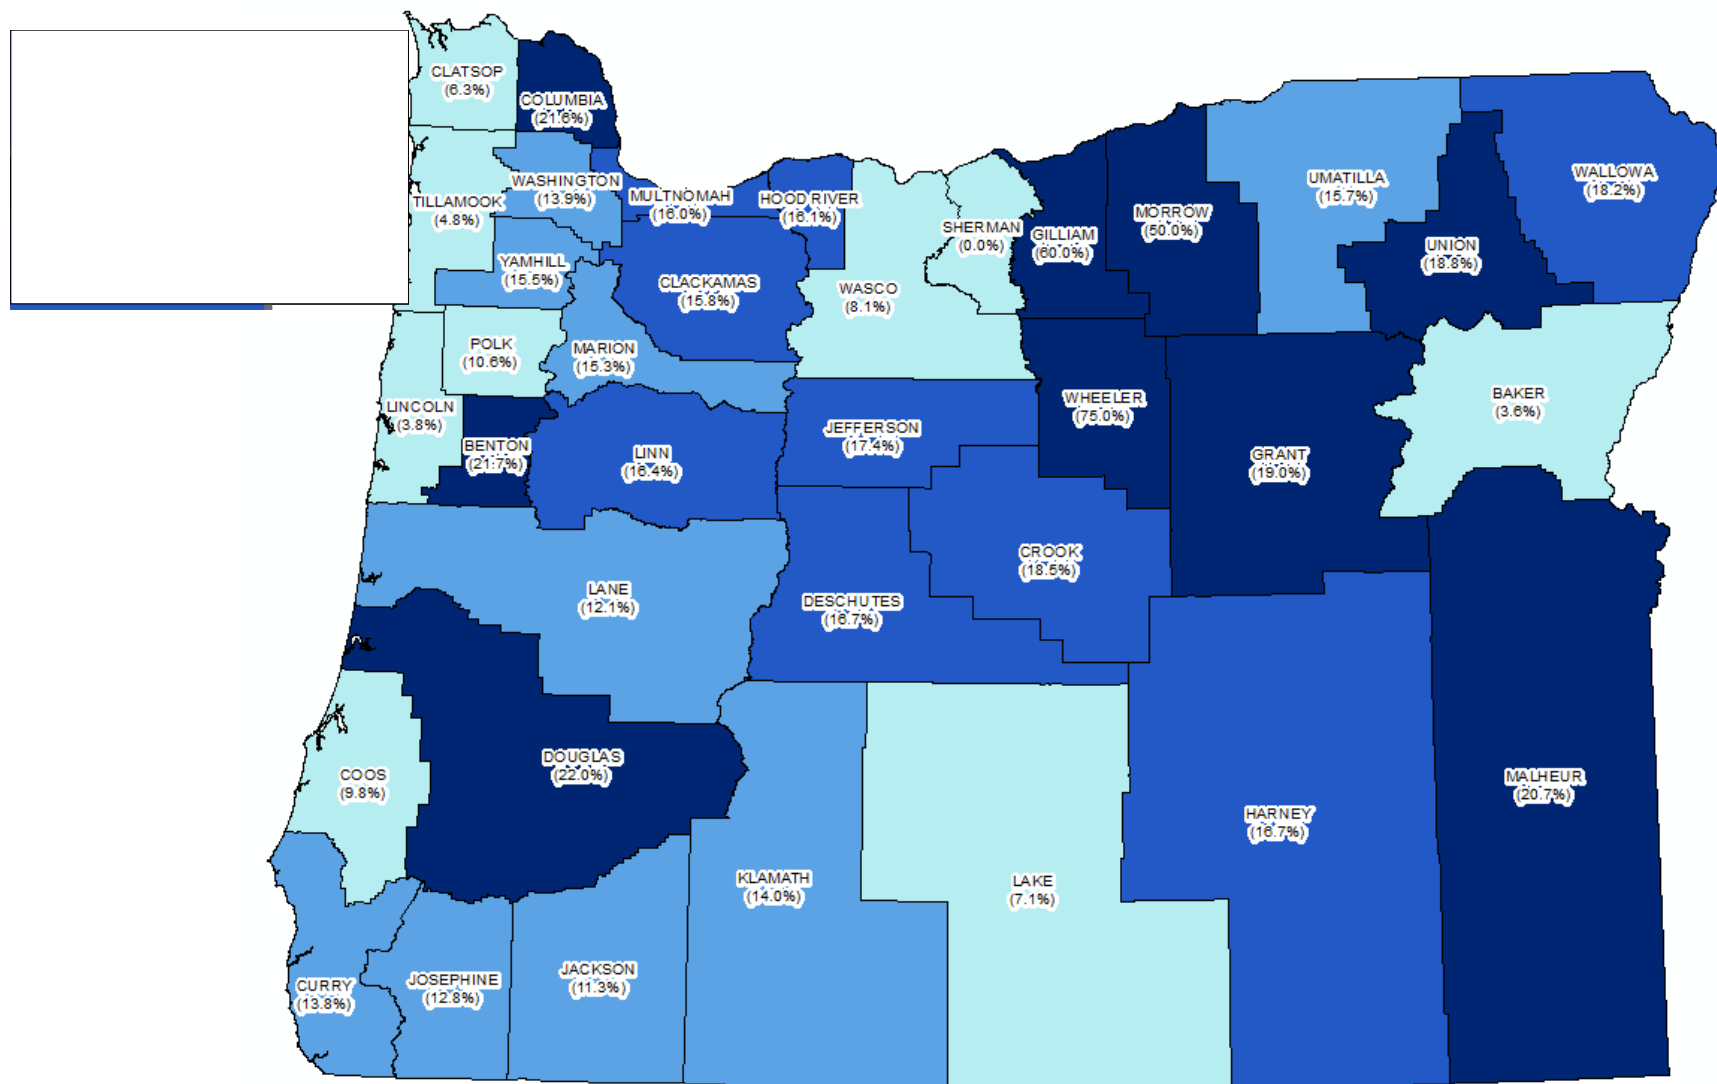 CLATSOP
(6.3%)
COLUMBIA
(21.6%)
TILLAMOOK
(4.8%)
WASHINGTON
(13.9%)
MULTNOMAH
(16.0%)
HOOD RIVER
(16.1%)
SHERMAN
(0.0%)
GILLIAM
(60.0%)
MORROW
(50.0%)
UMATILLA
(15.7%)
UNION
(18.8%)
WALLOWA
(18.2%)
YAMHILL
(15.5%)
CLACKAMAS
(15.8%)
WASCO
(8.1%)
POLK
(10.6%)
MARION
(15.3%)
LINCOLN
(3.8%)
BENTON
(21.7%)
LINN
(16.4%)
JEFFERSON
(17.4%)
WHEELER
(75.0%)
GRANT
(19.0%)
BAKER
(3.6%)
LANE
(12.1%)
DESCHUTES
(16.7%)
CROOK
(18.5%)
COOS
(9.8%)
DOUGLAS
(22.0%)
HARNEY
(16.7%)
MALHEUR
(20.7%)
CURRY
(13.8%)
JOSEPHINE
(12.8%)
JACKSON
(11.3%)
KLAMATH
(14.0%)
LAKE
(7.1%)